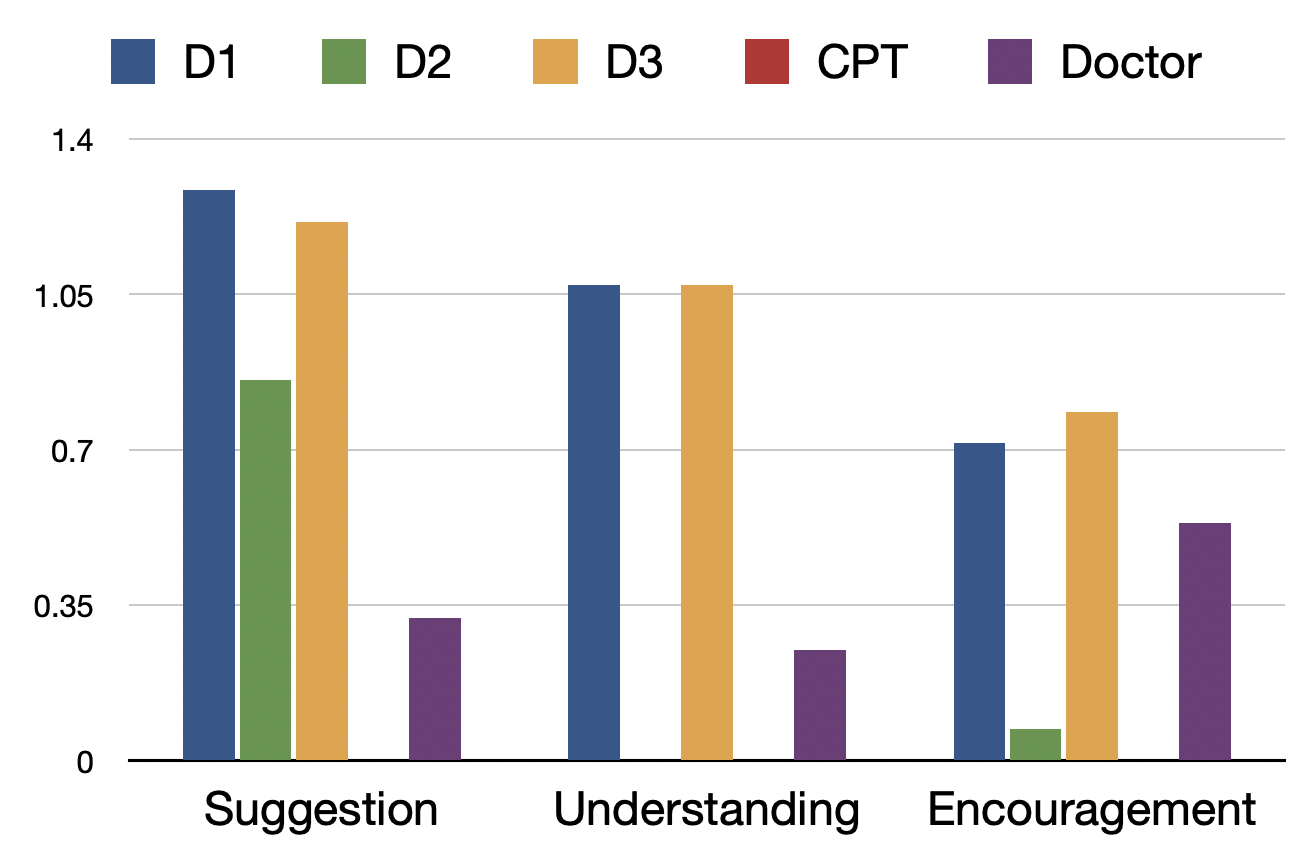 D1 D2 D3 CPT Doctor
1.4
1.05
0.7
0.35
0
Suggestion Understanding Encouragement